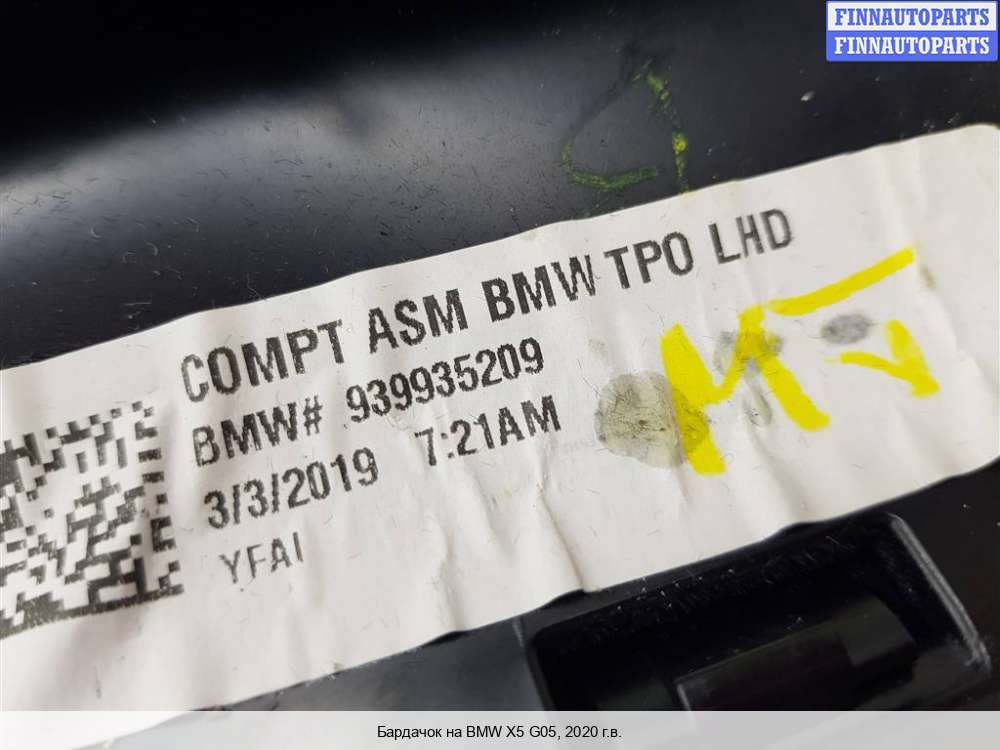 FINNAUTOPARTS
FINNAUTOPARTS
COMPT ASM BMW TPO LHD
BMW# 939935209
3/3/2019 7:21AM
YFAI
Бардачок на BMW X5 G05, 2020 г.в.